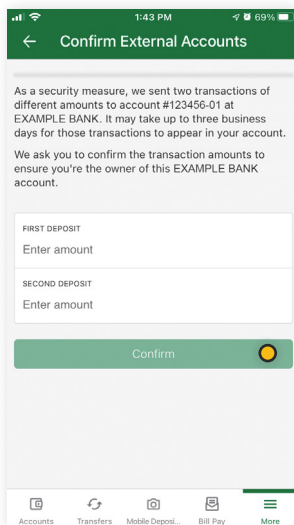 1:43 PM
69%
Confirm External Accounts
As a security measure, we sent two transactions of
different amounts to account #123456-01 at
EXAMPLE BANK. It may take up to three business
days for those transactions to appear in your account.
We ask you to confirm the transaction amounts to
ensure you're the owner of this EXAMPLE BANK
account.
FIRST DEPOSIT
Enter amount
SECOND DEPOSIT
Enter amount
Confirm
Accounts Transfers Mobile Deposi... Bill Pay More